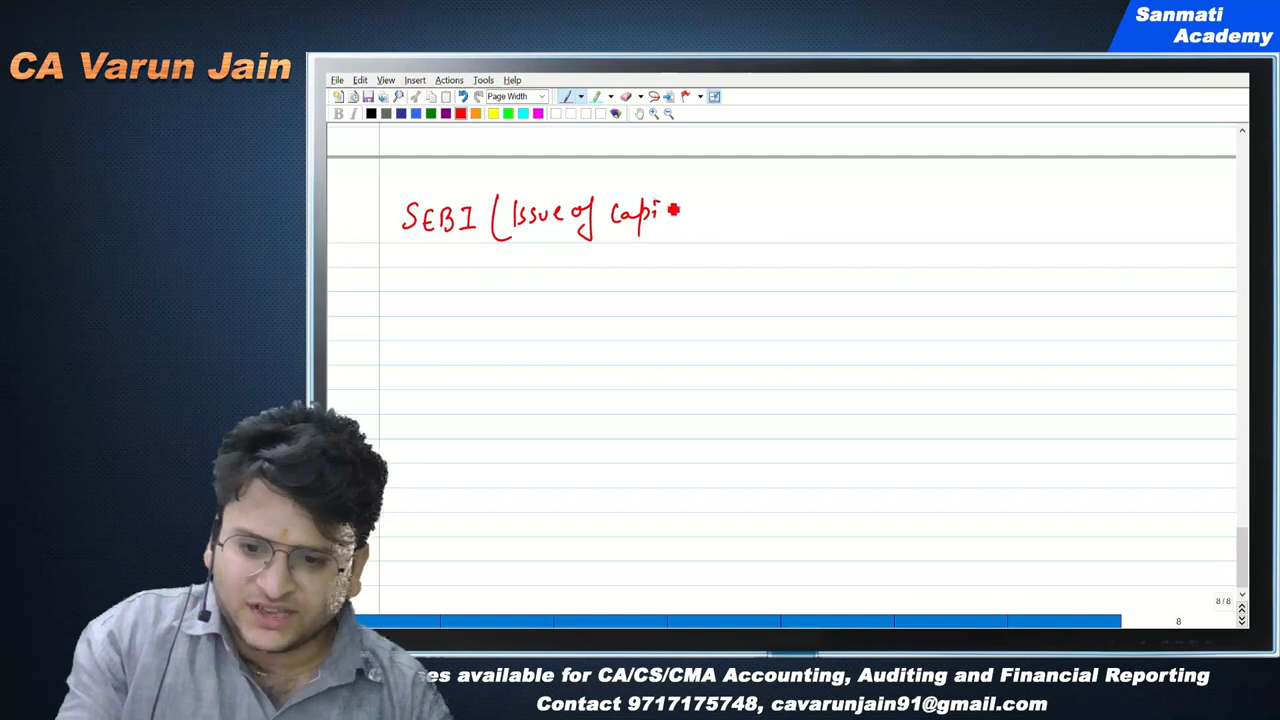 Sanmati
Academy
CA Varun Jain
File Edit View Insert Actions Tools Help
Page Width
B I
SEBI (Issue of Capi
8/8
8
ses available for CA/CS/CMA Accounting, Auditing and Financial Reporting
Contact 9717175748, cavarunjain91@gmail.com